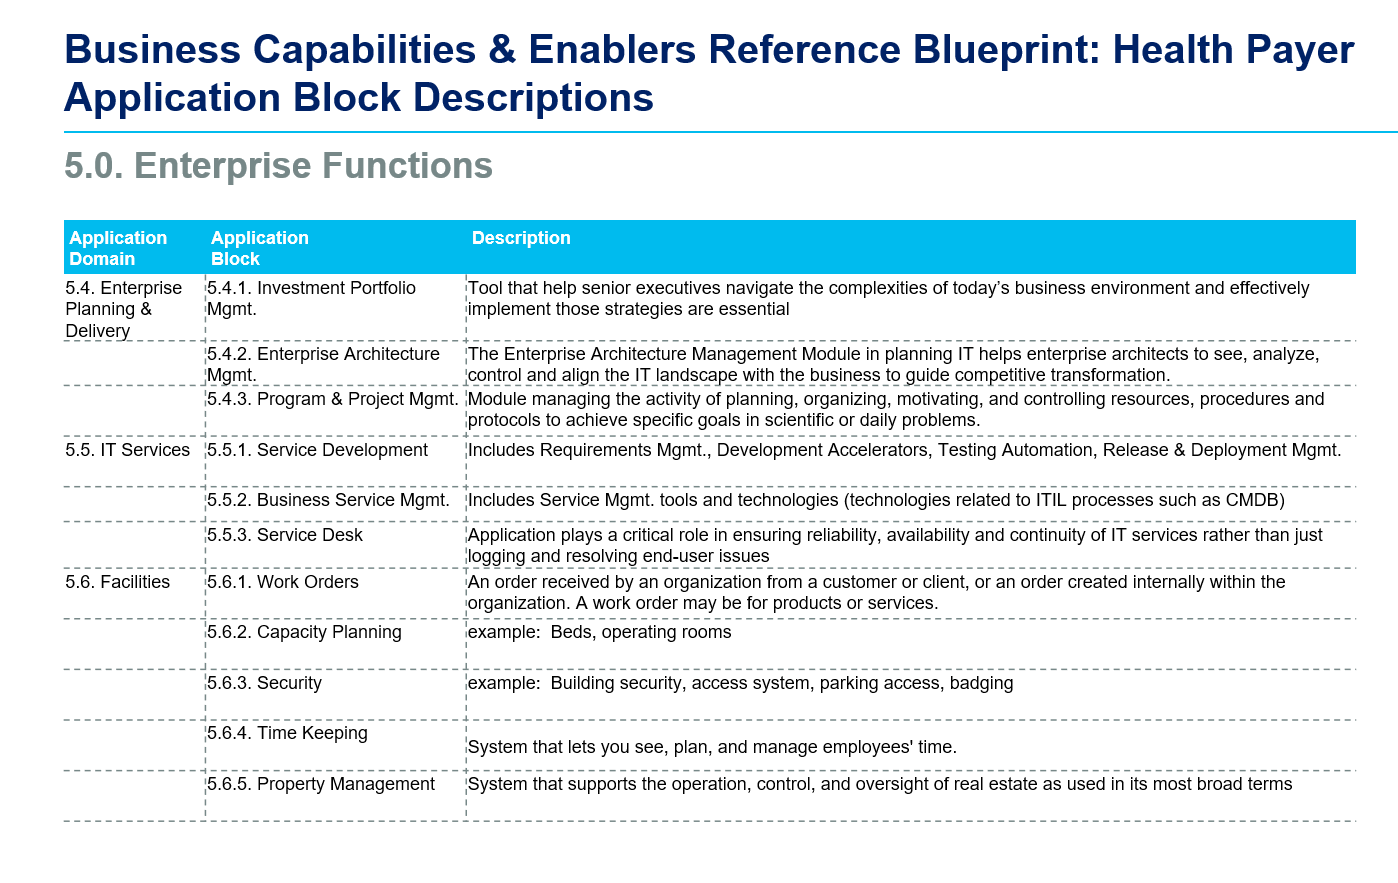 Business Capabilities & Enablers Reference Blueprint: Health Payer
Application Block Descriptions
5.0. Enterprise Functions
Application
Domain
Application
Block
Description
5.4. Enterprise
Planning &
Delivery
5.4.1. Investment Portfolio
Mgmt.
Tool that help senior executives navigate the complexities of today’s business environment and effectively
implement those strategies are essential
5.4.2. Enterprise Architecture
Mgmt.
The Enterprise Architecture Management Module in planning IT helps enterprise architects to see, analyze,
control and align the IT landscape with the business to guide competitive transformation.
5.4.3. Program & Project Mgmt.
Module managing the activity of planning, organizing, motivating, and controlling resources, procedures and
protocols to achieve specific goals in scientific or daily problems.
5.5. IT Services
5.5.1. Service Development
Includes Requirements Mgmt., Development Accelerators, Testing Automation, Release & Deployment Mgmt.
5.5.2. Business Service Mgmt.
Includes Service Mgmt. tools and technologies (technologies related to ITIL processes such as CMDB)
5.5.3. Service Desk
Application plays a critical role in ensuring reliability, availability and continuity of IT services rather than just
logging and resolving end-user issues
5.6. Facilities
5.6.1. Work Orders
An order received by an organization from a customer or client, or an order created internally within the
organization. A work order may be for products or services.
5.6.2. Capacity Planning
example:  Beds, operating rooms
5.6.3. Security
example:  Building security, access system, parking access, badging
5.6.4. Time Keeping
System that lets you see, plan, and manage employees' time.
5.6.5. Property Management
System that supports the operation, control, and oversight of real estate as used in its most broad terms